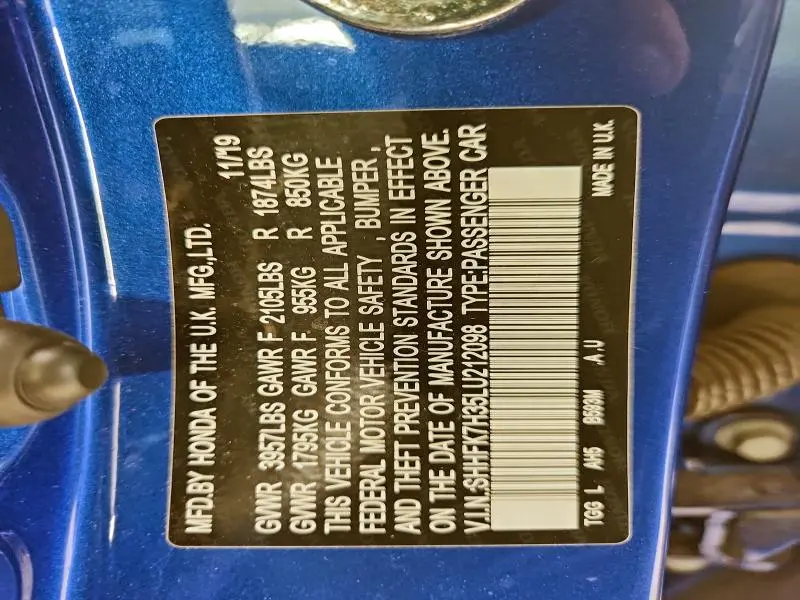 MFD.BY HONDA OF THE U.K. MFG.,LTD. 11/19
GVWR 3957LBS GAWR F 2105LBS R 1874LBS
GVWR 1795KG GAWR F 955KG R 850KG
THIS VEHICLE CONFORMS TO ALL APPLICABLE
FEDERAL MOTOR VEHICLE SAFETY , BUMPER ,
AND THEFT PREVENTION STANDARDS IN EFFECT
ON THE DATE OF MANUFACTURE SHOWN ABOVE.
V.I.N.:SHHFK7H35LU212098 TYPE:PASSENGER CAR
TGG L AH5 B593M .A.U MADE IN U.K.